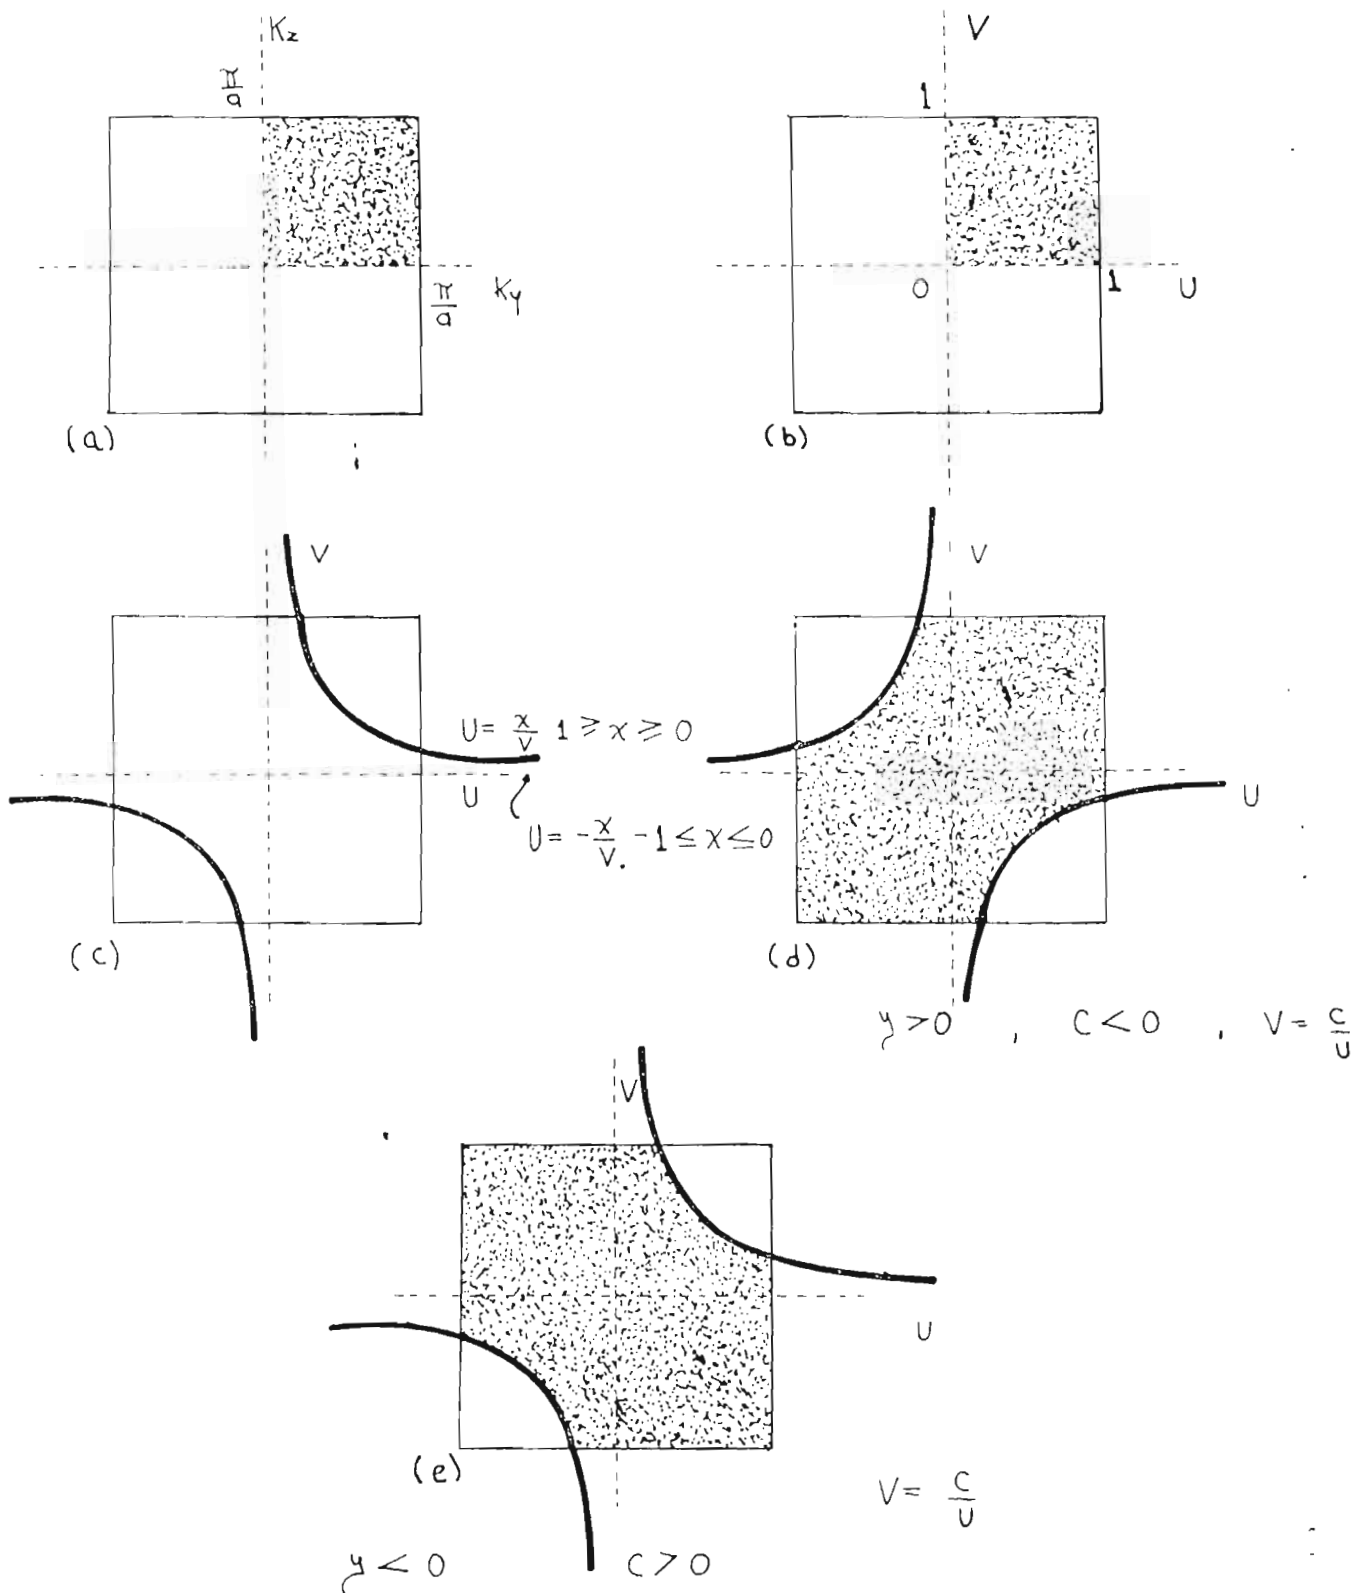 Kz V
π/a 1
π/a Ky 0 1 U
(a) (b)
V V
U = x/V 1 ≥ x ≥ 0
U U
U = -x/V. -1 ≤ x ≤ 0
(c) (d)
y > 0 , C < 0 , V = C/U
V
U
(e)
V = C/U
y < 0 C > 0